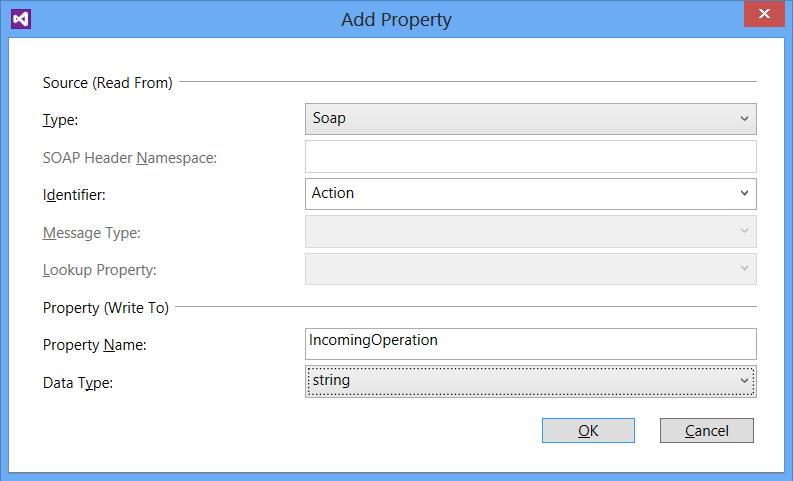 Add Property
Source (Read From)
Type: Soap
SOAP Header Namespace:
Identifier: Action
Message Type:
Lookup Property:
Property (Write To)
Property Name: IncomingOperation
Data Type: string
OK Cancel